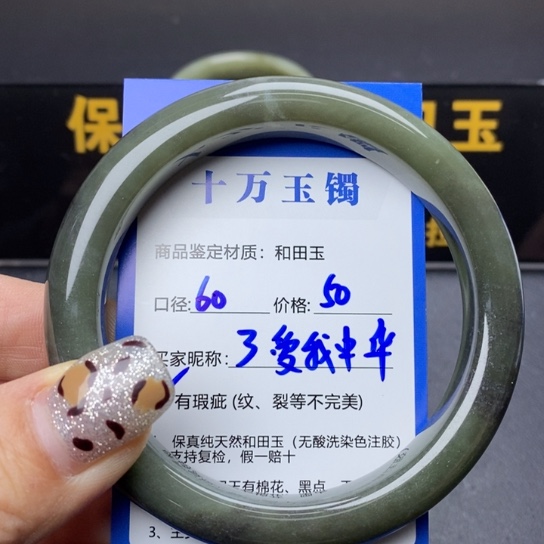 保
玉
十万玉镯
商品鉴定材质：和田玉
口径:60 价格:50
买家昵称：了爱我中华
有瑕疵 (纹、裂等不完美)
保真纯天然和田玉（无酸洗染色注胶）
支持复检，假一赔十
有棉花、黑点、
3、